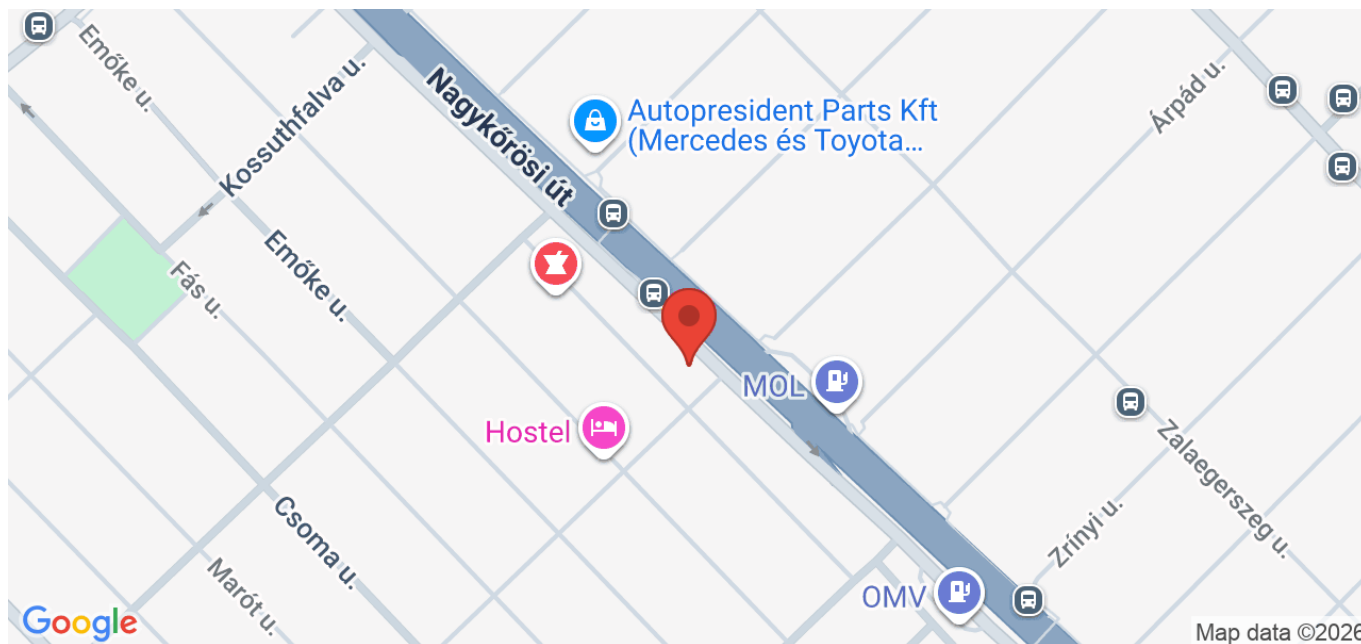 Emőke u.
Kossuthfalva u.
Nagykőrösi út
Autopresident Parts Kft
(Mercedes és Toyota...
Árpád u.
Fás u.
Emőke u.
MOL
Hostel
Zalaegerszeg u.
Csoma u.
Zrínyi u.
Marót u.
OMV
Google
Map data ©2026